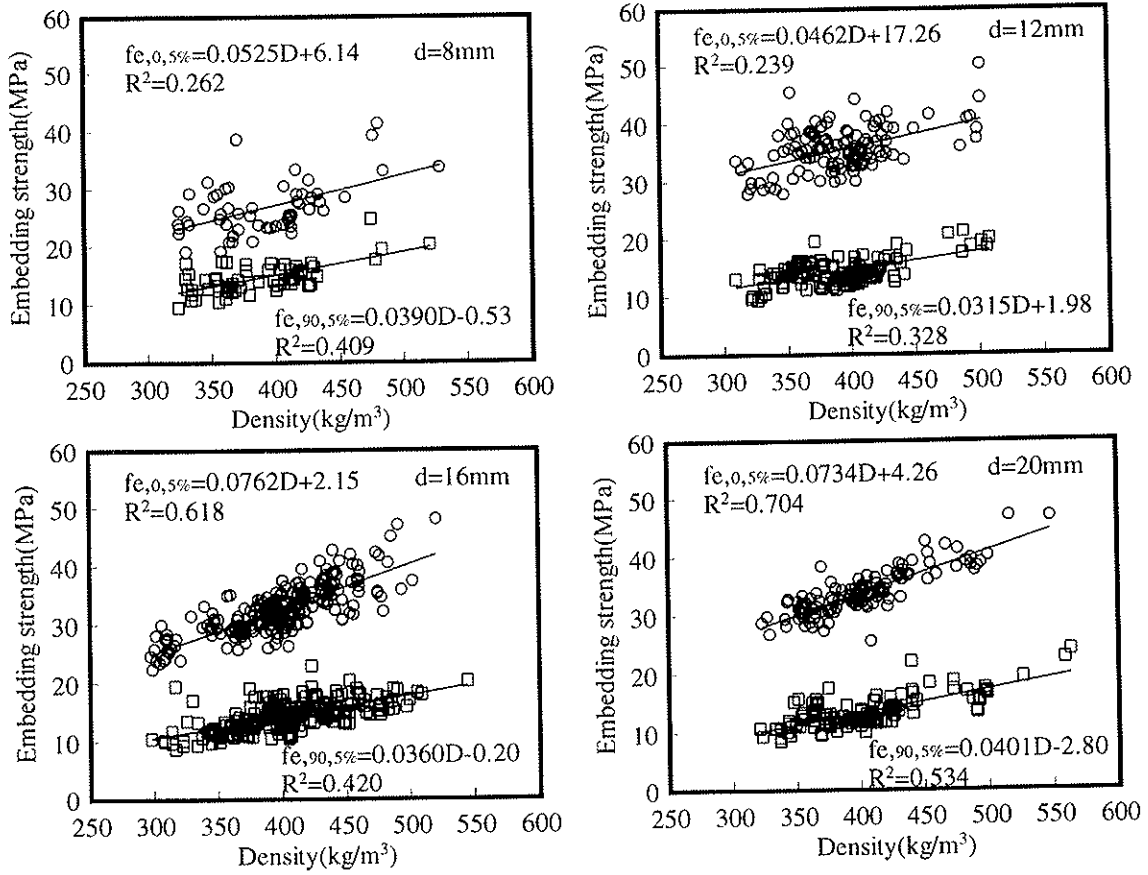 fe,0,5%=0.0525D+6.14 d=8mm
R²=0.262
fe,90,5%=0.0390D-0.53
R²=0.409
Embedding strength(MPa)
60
50
40
30
20
10
0
250 300 350 400 450 500 550 600
Density(kg/m³)
fe,0,5%=0.0462D+17.26 d=12mm
R²=0.239
fe,90,5%=0.0315D+1.98
R²=0.328
Embedding strength(MPa)
60
50
40
30
20
10
0
250 300 350 400 450 500 550 600
Density(kg/m³)
fe,0,5%=0.0762D+2.15 d=16mm
R²=0.618
fe,90,5%=0.0360D-0.20
R²=0.420
Embedding strength(MPa)
60
50
40
30
20
10
0
250 300 350 400 450 500 550 600
Density(kg/m³)
fe,0,5%=0.0734D+4.26 d=20mm
R²=0.704
fe,90,5%=0.0401D-2.80
R²=0.534
Embedding strength(MPa)
60
50
40
30
20
10
0
250 300 350 400 450 500 550 600
Density(kg/m³)